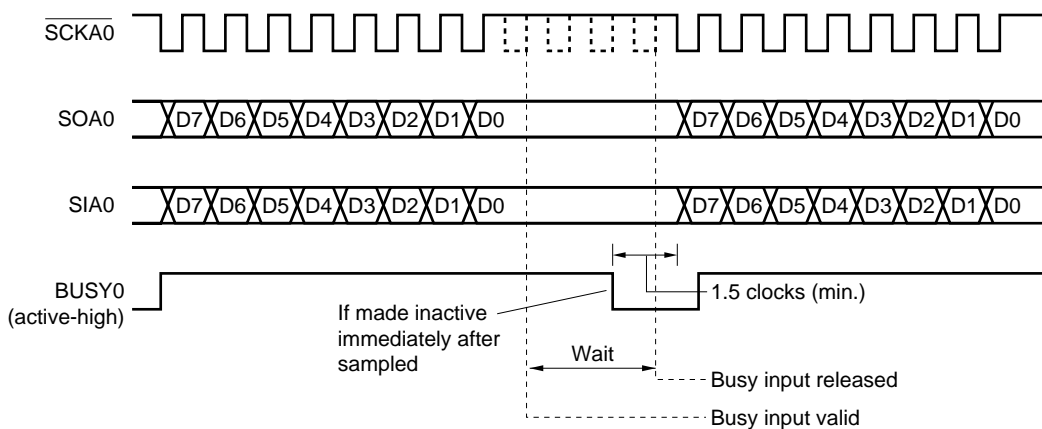 SCKA0
SOA0
D7 D6 D5 D4 D3 D2 D1 D0
D7 D6 D5 D4 D3 D2 D1 D0
SIA0
D7 D6 D5 D4 D3 D2 D1 D0
D7 D6 D5 D4 D3 D2 D1 D0
BUSY0
(active-high)
1.5 clocks (min.)
If made inactive
immediately after
sampled
Wait
Busy input released
Busy input valid